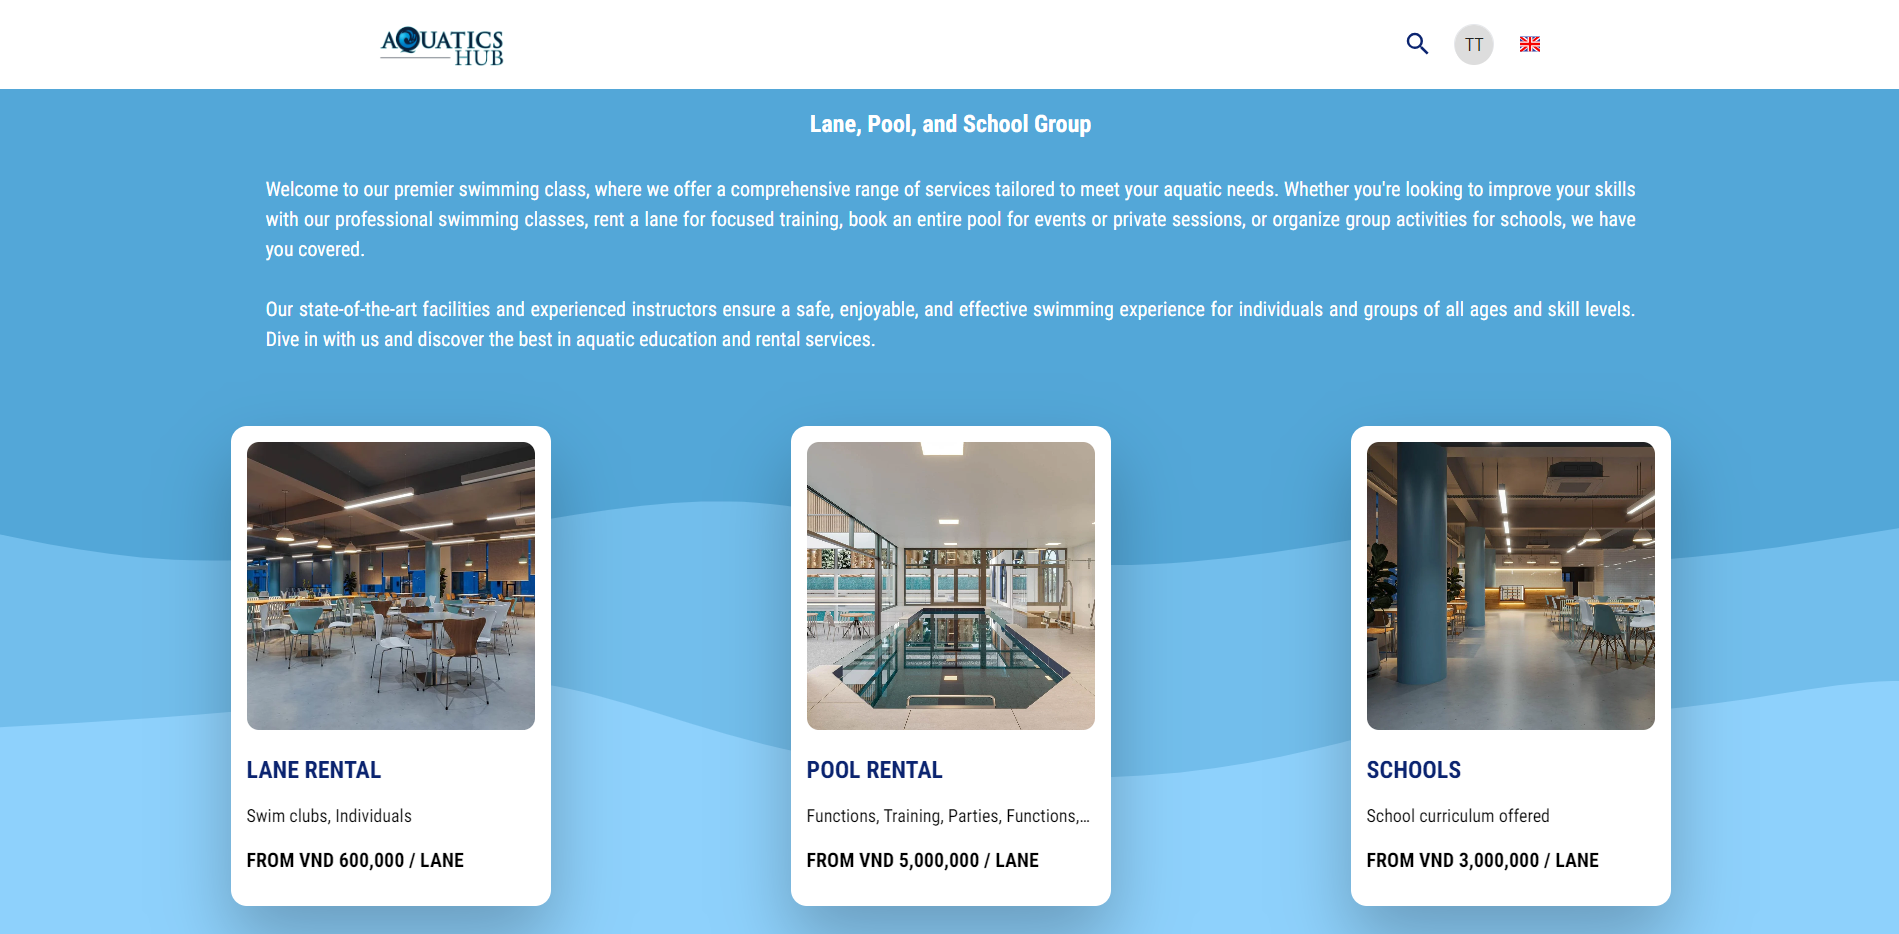 AQUATICS
HUB
TT
Lane, Pool, and School Group
Welcome to our premier swimming class, where we offer a comprehensive range of services tailored to meet your aquatic needs. Whether you're looking to improve your skills
with our professional swimming classes, rent a lane for focused training, book an entire pool for events or private sessions, or organize group activities for schools, we have
you covered.
Our state-of-the-art facilities and experienced instructors ensure a safe, enjoyable, and effective swimming experience for individuals and groups of all ages and skill levels.
Dive in with us and discover the best in aquatic education and rental services.
LANE RENTAL
Swim clubs, Individuals
FROM VND 600,000 / LANE
POOL RENTAL
Functions, Training, Parties, Functions,...
FROM VND 5,000,000 / LANE
SCHOOLS
School curriculum offered
FROM VND 3,000,000 / LANE